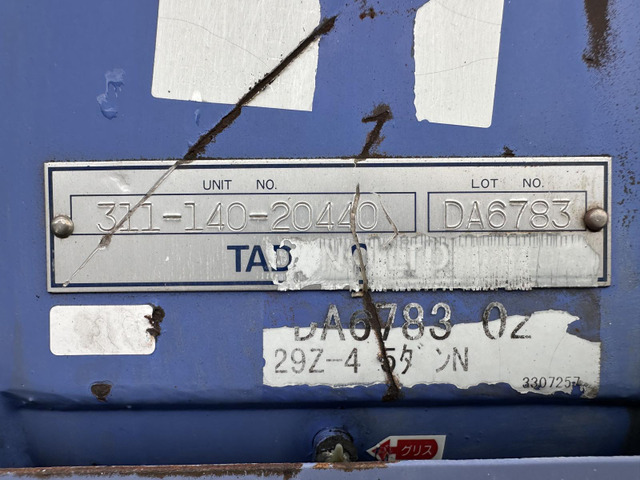 UNIT NO. LOT NO.
311-140-20440 DA6783
TAD LTD
DA6783 02
29Z-4 5ダンN
3307257
グリス